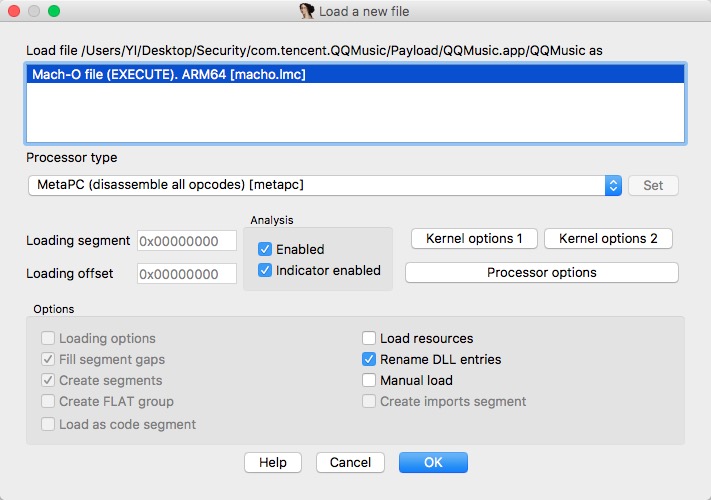 Load a new file
Load file /Users/YI/Desktop/Security/com.tencent.QQMusic/Payload/QQMusic.app/QQMusic as
Mach-O file (EXECUTE). ARM64 [macho.lmc]
Processor type
MetaPC (disassemble all opcodes) [metapc]
Set
Analysis
Loading segment 0x00000000
Enabled
Kernel options 1 Kernel options 2
Loading offset 0x00000000
Indicator enabled
Processor options
Options
Loading options
Load resources
Fill segment gaps
Rename DLL entries
Create segments
Manual load
Create FLAT group
Create imports segment
Load as code segment
Help Cancel OK